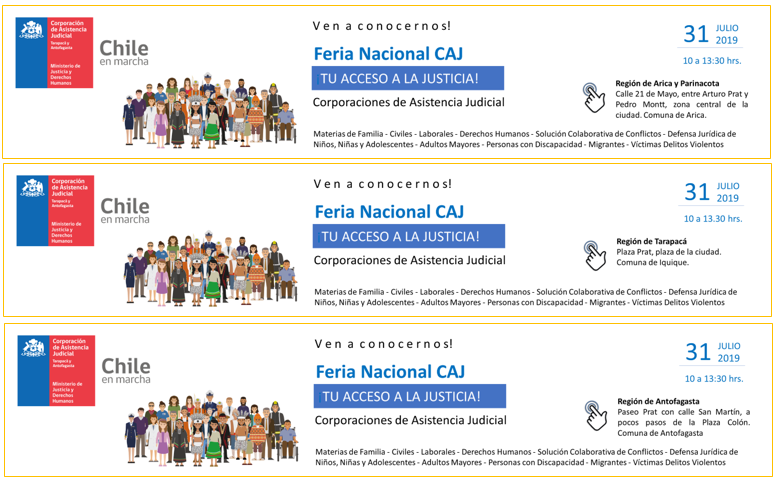 Corporación
de Asistencia
Judicial
Tarapacá y
Antofagasta
Ministerio de
Justicia y
Derechos
Humanos
Chile
en marcha
Ven a conocernos!
Feria Nacional CAJ
¡TU ACCESO A LA JUSTICIA!
Corporaciones de Asistencia Judicial
31 JULIO
2019
10 a 13:30 hrs.
Región de Arica y Parinacota
Calle 21 de Mayo, entre Arturo Prat y
Pedro Montt, zona central de la
ciudad. Comuna de Arica.
Materias de Familia - Civiles - Laborales - Derechos Humanos - Solución Colaborativa de Conflictos - Defensa Jurídica de
Niños, Niñas y Adolescentes - Adultos Mayores - Personas con Discapacidad - Migrantes - Víctimas Delitos Violentos
Corporación
de Asistencia
Judicial
Tarapacá y
Antofagasta
Ministerio de
Justicia y
Derechos
Humanos
Chile
en marcha
Ven a conocernos!
Feria Nacional CAJ
¡TU ACCESO A LA JUSTICIA!
Corporaciones de Asistencia Judicial
31 JULIO
2019
10 a 13.30 hrs.
Región de Tarapacá
Plaza Prat, plaza de la ciudad.
Comuna de Iquique.
Materias de Familia - Civiles - Laborales - Derechos Humanos - Solución Colaborativa de Conflictos - Defensa Jurídica de
Niños, Niñas y Adolescentes - Adultos Mayores - Personas con Discapacidad - Migrantes - Víctimas Delitos Violentos
Corporación
de Asistencia
Judicial
Tarapacá y
Antofagasta
Ministerio de
Justicia y
Derechos
Humanos
Chile
en marcha
Ven a conocernos!
Feria Nacional CAJ
¡TU ACCESO A LA JUSTICIA!
Corporaciones de Asistencia Judicial
31 JULIO
2019
10 a 13:30 hrs.
Región de Antofagasta
Paseo Prat con calle San Martín, a
pocos pasos de la Plaza Colón.
Comuna de Antofagasta
Materias de Familia - Civiles - Laborales - Derechos Humanos - Solución Colaborativa de Conflictos - Defensa Jurídica de
Niños, Niñas y Adolescentes - Adultos Mayores - Personas con Discapacidad - Migrantes - Víctimas Delitos Violentos